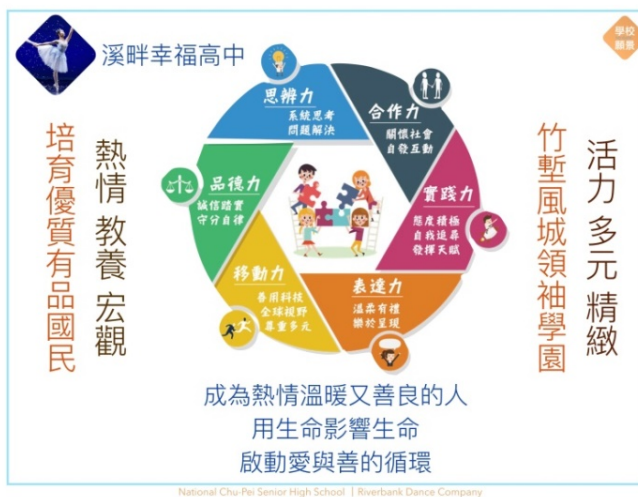 溪畔幸福高中
學校
願景
培育優質有品國民
熱情 教養 宏觀
思辨力
系統思考
問題解決
合作力
關懷社會
自發互動
品德力
誠信踏實
守分自律
實踐力
態度積極
自我追尋
發揮天賦
移動力
善用科技
全球視野
尊重多元
表達力
溫柔有禮
樂於呈現
竹塹風城領袖學園
活力 多元 精緻
成為熱情溫暖又善良的人
用生命影響生命
啟動愛與善的循環
National Chu-Pei Senior High School | Riverbank Dance Company